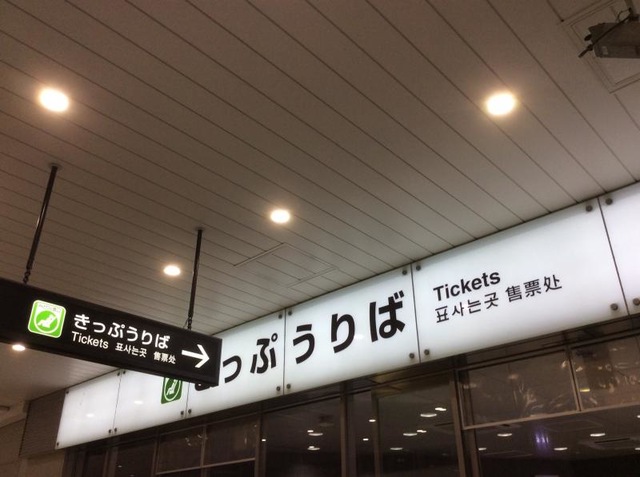 きっぷうりば
Tickets 표사는곳 售票处
っぷうりば
Tickets
표사는곳 售票处